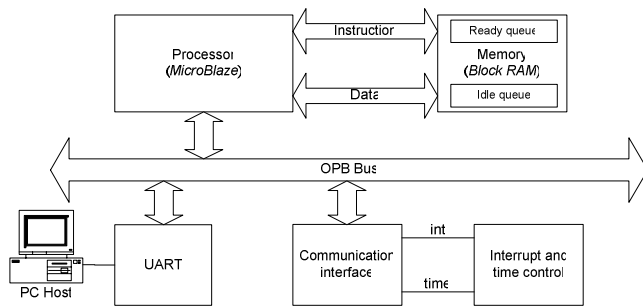 Processor
(MicroBlaze)
Instruction
Data
Ready queue
Memory
(Block RAM)
Idle queue
OPB Bus
PC Host
UART
Communication
interface
int
time
Interrupt and
time control